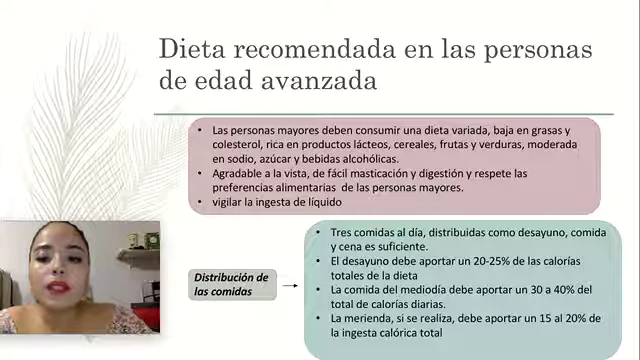 Dieta recomendada en las personas
de edad avanzada
• Las personas mayores deben consumir una dieta variada, baja en grasas y
colesterol, rica en productos lácteos, cereales, frutas y verduras, moderada
en sodio, azúcar y bebidas alcohólicas.
• Agradable a la vista, de fácil masticación y digestión y respete las
preferencias alimentarias de las personas mayores.
• vigilar la ingesta de líquido
Distribución de
las comidas
• Tres comidas al día, distribuidas como desayuno, comida
y cena es suficiente.
• El desayuno debe aportar un 20-25% de las calorías
totales de la dieta
• La comida del mediodía debe aportar un 30 a 40% del
total de calorías diarias.
• La merienda, si se realiza, debe aportar un 15 al 20% de
la ingesta calórica total